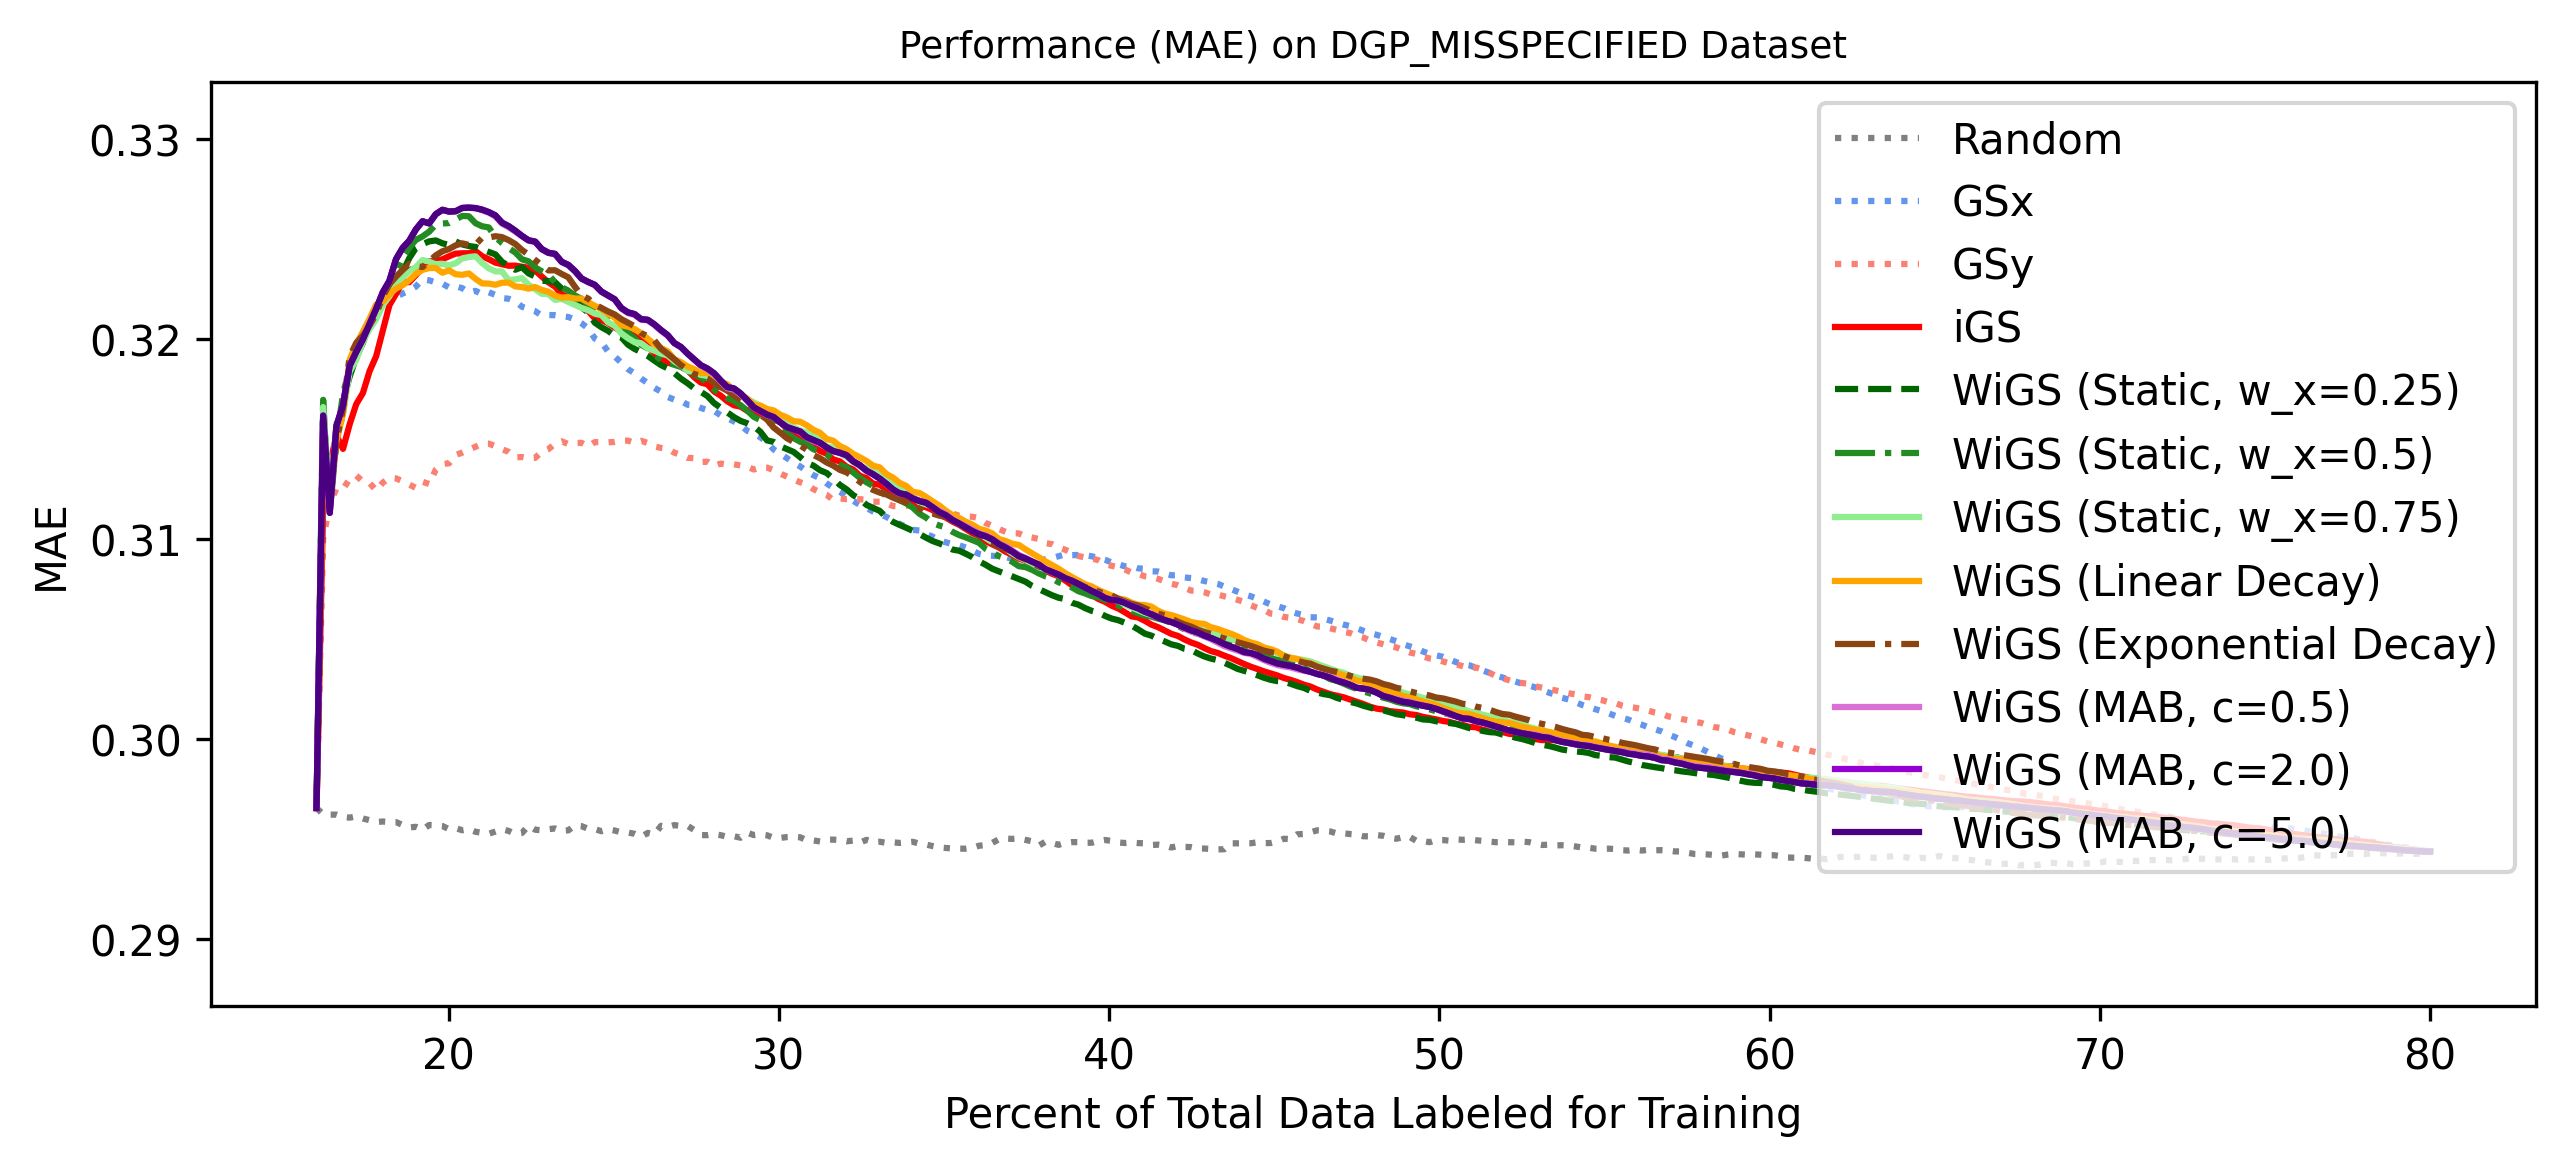 Performance (MAE) on DGP_MISSPECIFIED Dataset
MAE
0.33
0.32
0.31
0.30
0.29
Random
GSx
GSy
iGS
WiGS (Static, w_x=0.25)
WiGS (Static, w_x=0.5)
WiGS (Static, w_x=0.75)
WiGS (Linear Decay)
WiGS (Exponential Decay)
WiGS (MAB, c=0.5)
WiGS (MAB, c=2.0)
WiGS (MAB, c=5.0)
20 30 40 50 60 70 80
Percent of Total Data Labeled for Training